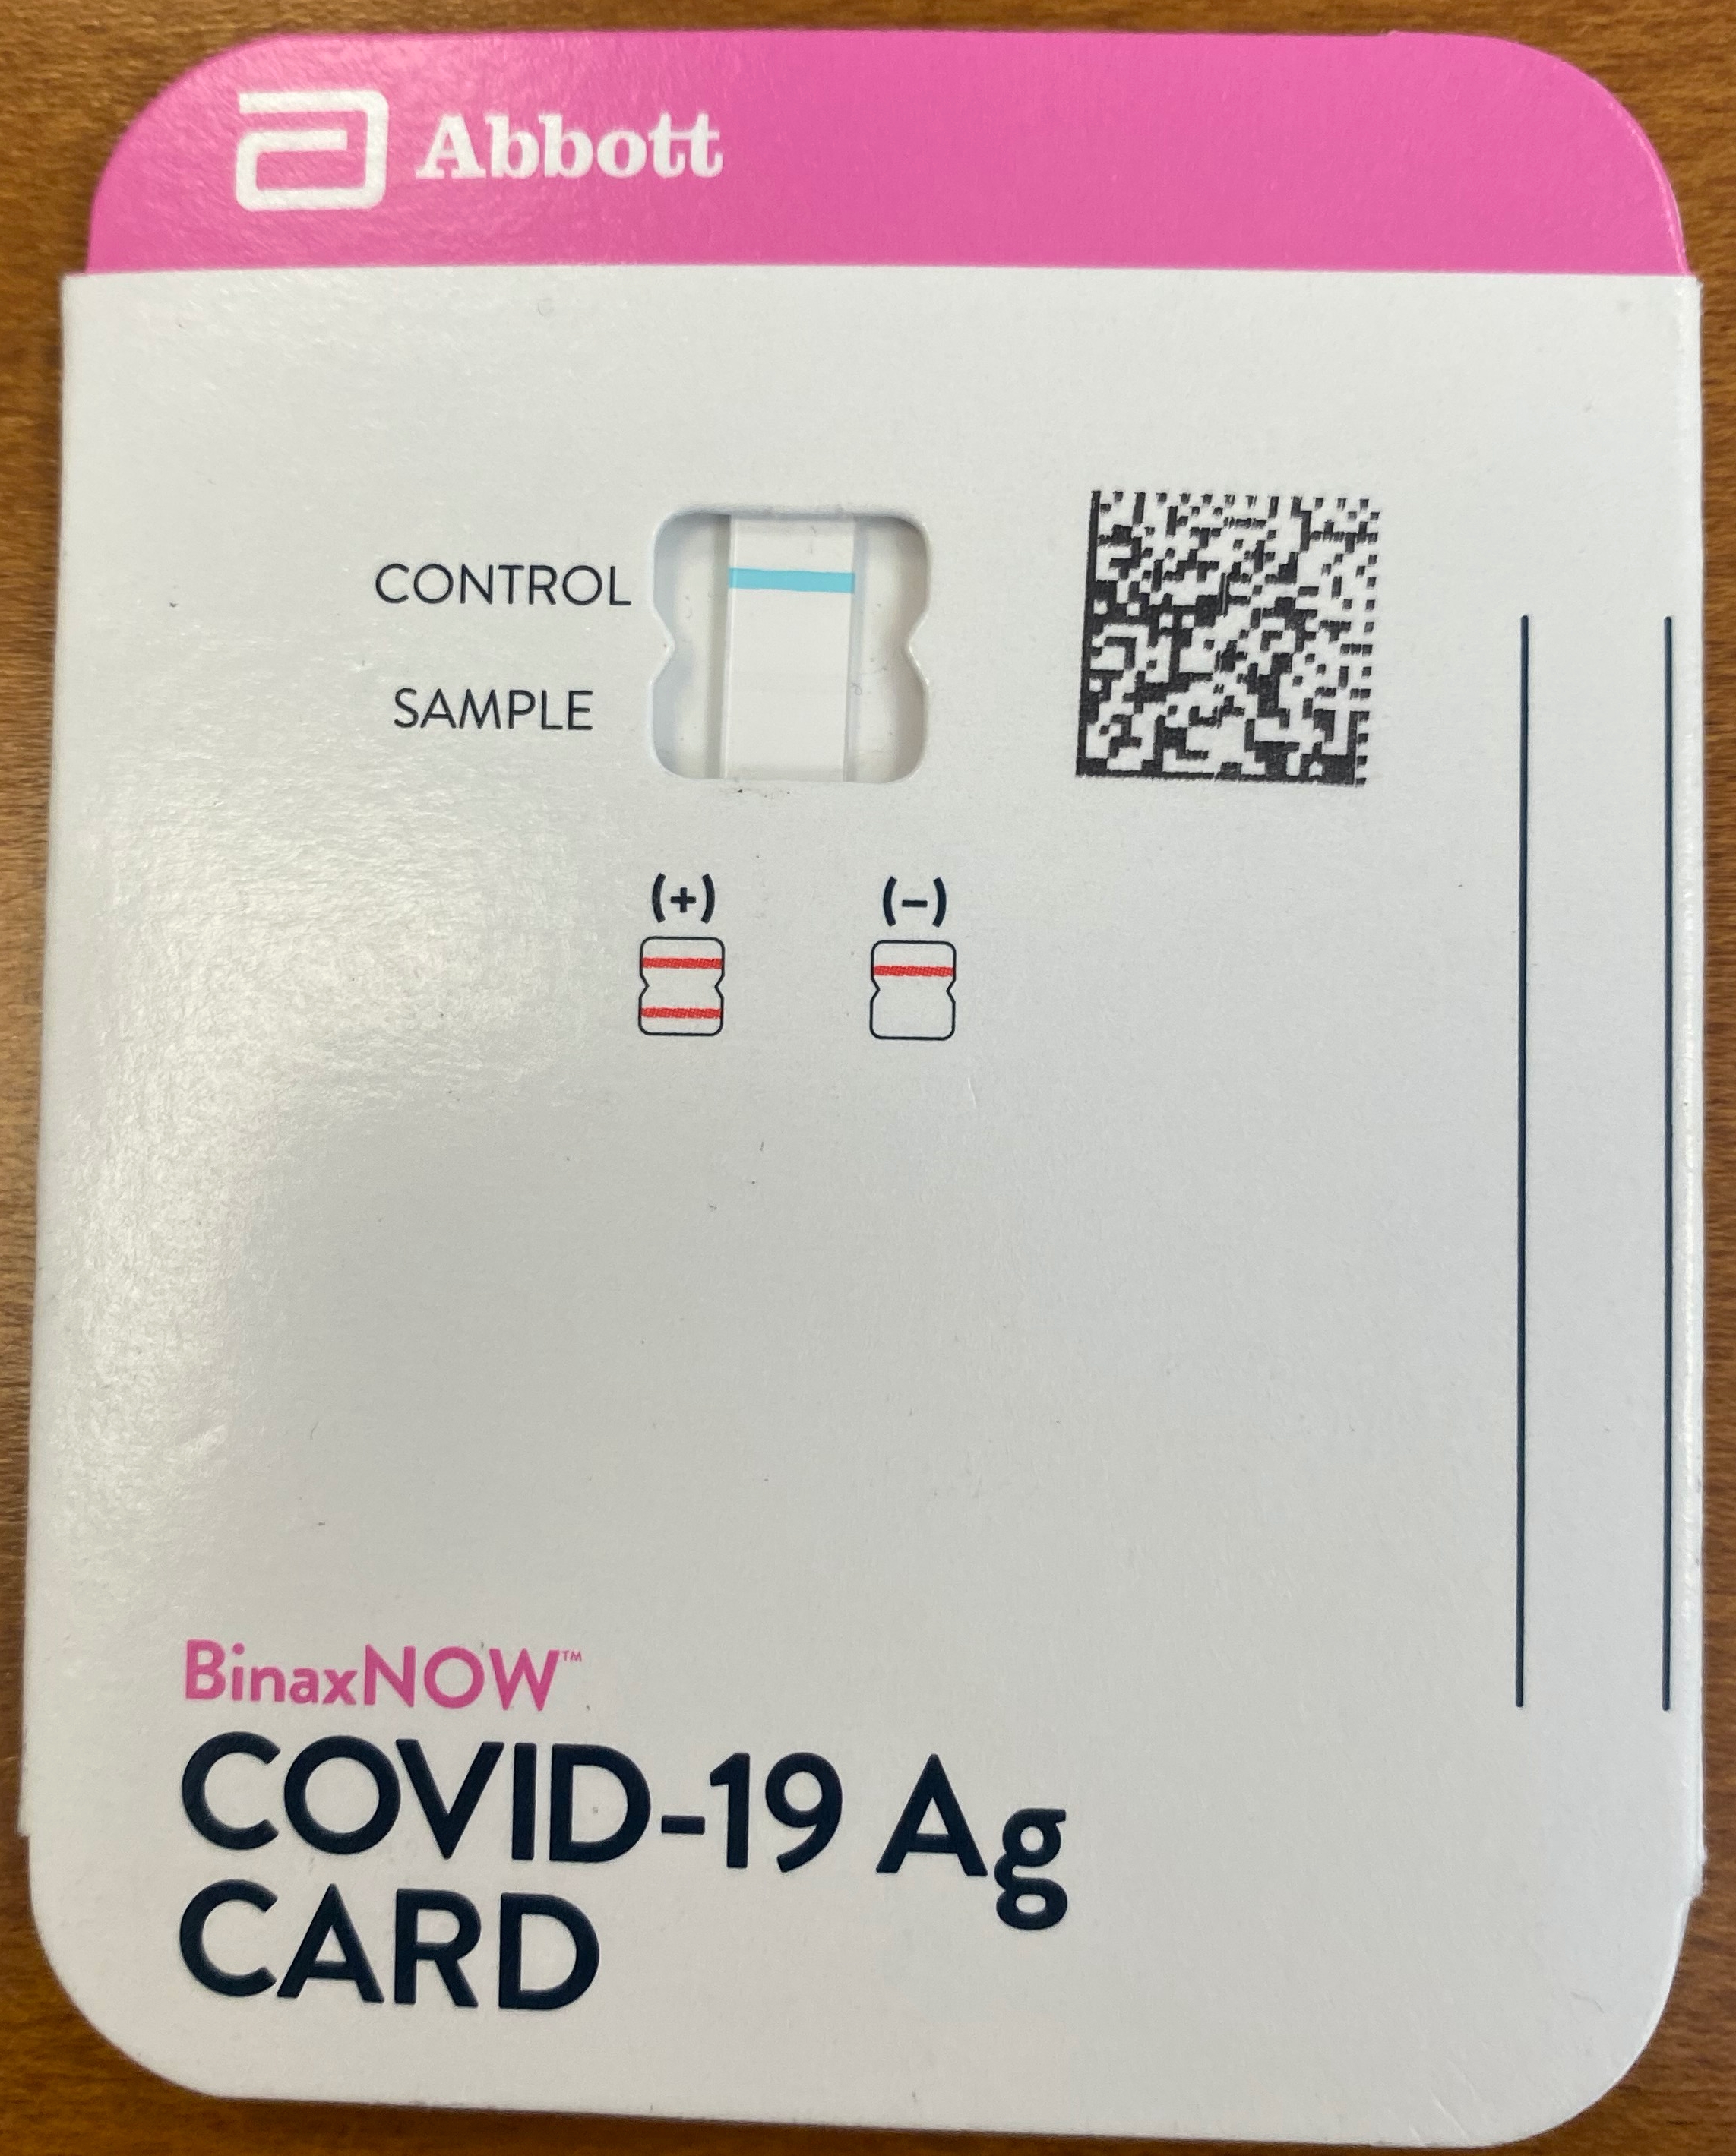 Abbott
CONTROL
SAMPLE
(+) (-)
BinaxNOW™
COVID-19 Ag
CARD